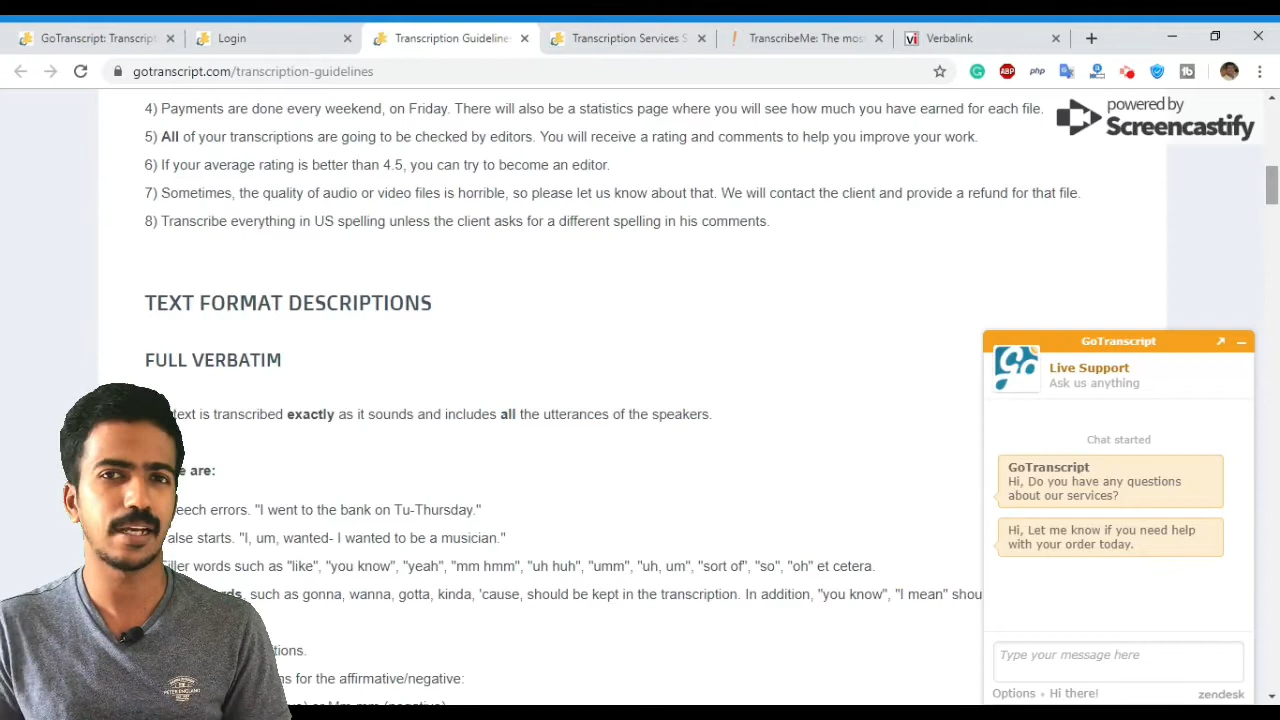 GoTranscript: Transcript
Login
Transcription Guideline
Transcription Services S
TranscribeMe: The mos
Verbalink
gotranscript.com/transcription-guidelines
ABP
php
powered by
Screencastify
4) Payments are done every weekend, on Friday. There will also be a statistics page where you will see how much you have earned for each file.
5) All of your transcriptions are going to be checked by editors. You will receive a rating and comments to help you improve your work.
6) If your average rating is better than 4.5, you can try to become an editor.
7) Sometimes, the quality of audio or video files is horrible, so please let us know about that. We will contact the client and provide a refund for that file.
8) Transcribe everything in US spelling unless the client asks for a different spelling in his comments.
TEXT FORMAT DESCRIPTIONS
FULL VERBATIM
text is transcribed exactly as it sounds and includes all the utterances of the speakers.
e are:
eech errors. "I went to the bank on Tu-Thursday."
alse starts. "I, um, wanted- I wanted to be a musician."
ller words such as "like", "you know", "yeah", "mm hmm", "uh huh", "umm", "uh, um", "sort of", "so", "oh" et cetera.
such as gonna, wanna, gotta, kinda, 'cause, should be kept in the transcription. In addition, "you know", "I mean" shou
tions.
ns for the affirmative/negative:
or Mm-mm (negative)
GoTranscript
Live Support
Ask us anything
Chat started
GoTranscript
Hi, Do you have any questions
about our services?
Hi, Let me know if you need help
with your order today.
Type your message here
Options • Hi there!
zendesk
PETER ENGLAND